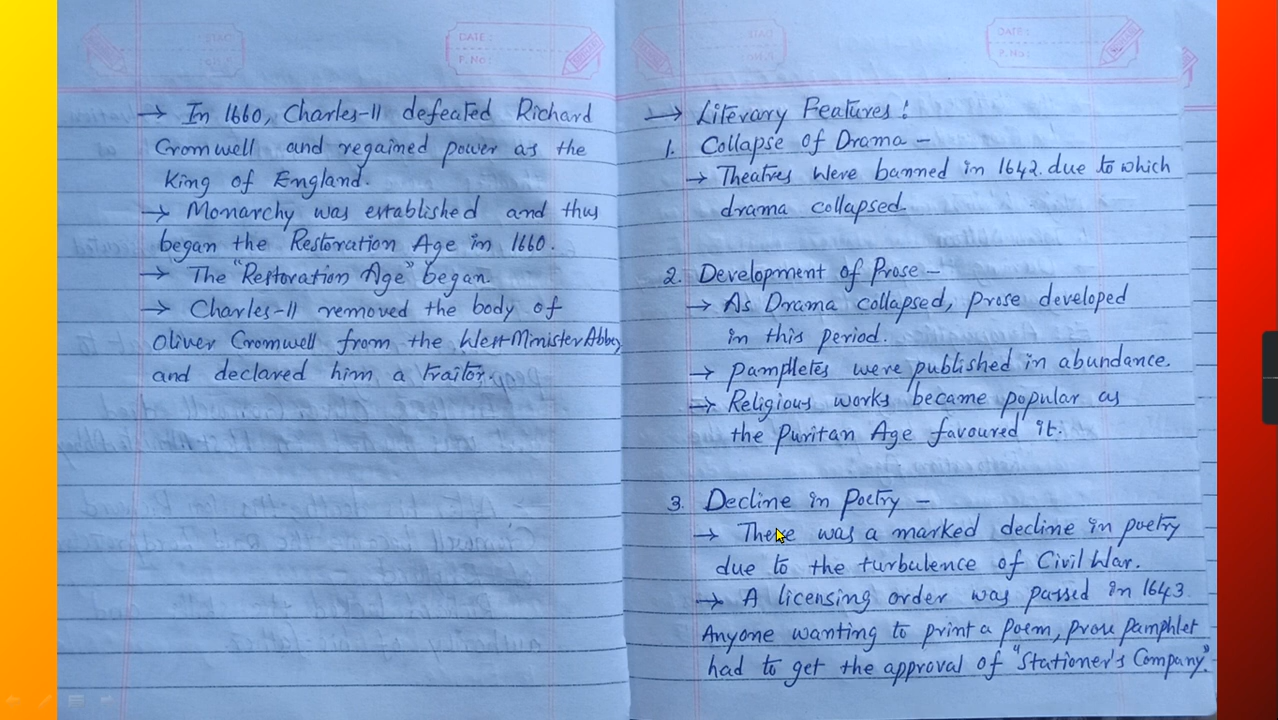 DATE :
P. No :
DATE :
P. No :
→ In 1660, Charles-II defeated Richard
Cromwell and regained power as the
King of England.
→ Monarchy was established and thus
began the Restoration Age in 1660.
→ The "Restoration Age" began.
→ Charles-II removed the body of
Oliver Cromwell from the West Minister Abbey
and declared him a traitor.
→ Literary Features :
1. Collapse of Drama –
→ Theatres were banned in 1642. due to which
drama collapsed.
2. Development of Prose –
→ As Drama collapsed, prose developed
in this period.
→ Pampletes were published in abundance.
→ Religious works became popular as
the Puritan Age favoured it.
3. Decline in Poetry –
→ There was a marked decline in poetry
due to the turbulence of Civil War.
→ A licensing order was passed in 1643.
Anyone wanting to print a poem, prose pamphlet
had to get the approval of "Stationer's Company."